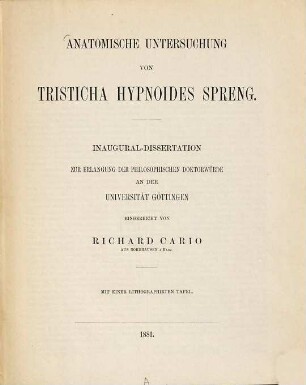 ANATOMISCHE UNTERSUCHUNG
VON
TRISTICHA HYPNOIDES SPRENG.
INAUGURAL-DISSERTATION
ZUR ERLANGUNG DER PHILOSOPHISCHEN DOKTORWÜRDE
AN DER
UNIVERSITÄT GÖTTINGEN
EINGEREICHT VON
RICHARD CARIO
AUS
MIT EINER LITHOGRAPHIRTEN TAFEL.
1881.